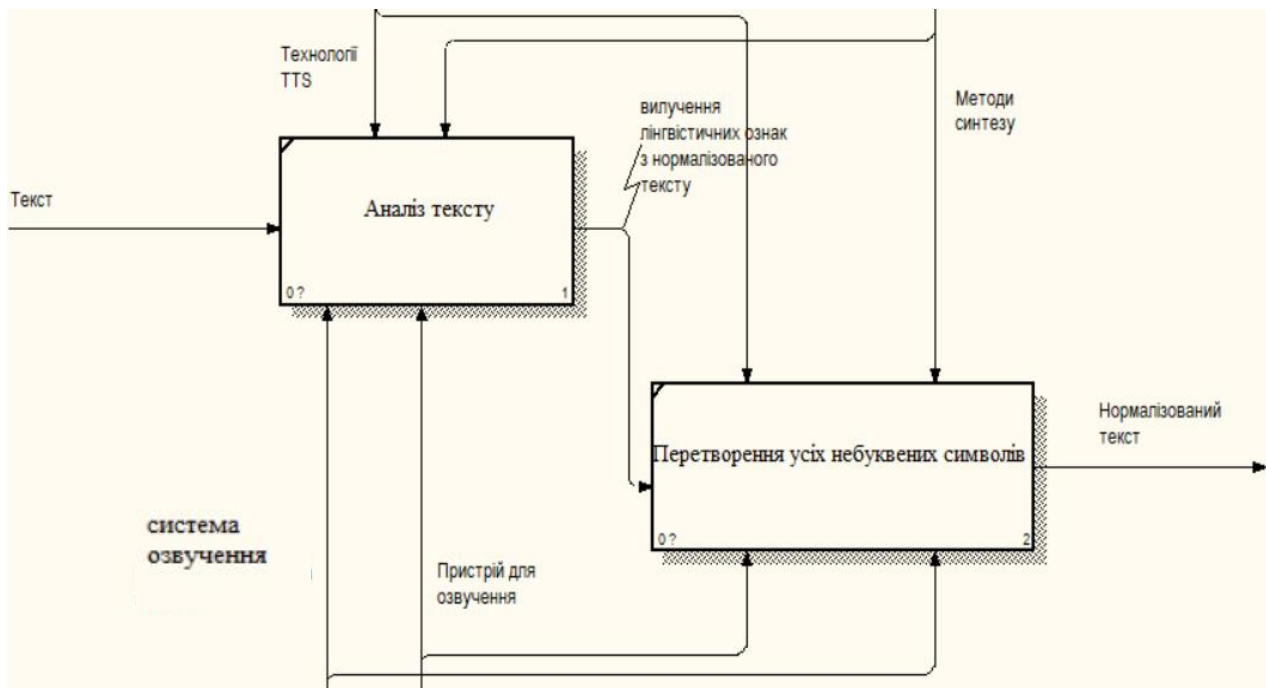 Технології
TTS
Методи
синтезу
вилучення
лінгвістичних ознак
з нормалізованого
тексту
Текст
Аналіз тексту
0 ?
1
Нормалізований
текст
Перетворення усіх небуквених символів
0 ?
2
система
озвучення
Пристрій для
озвучення